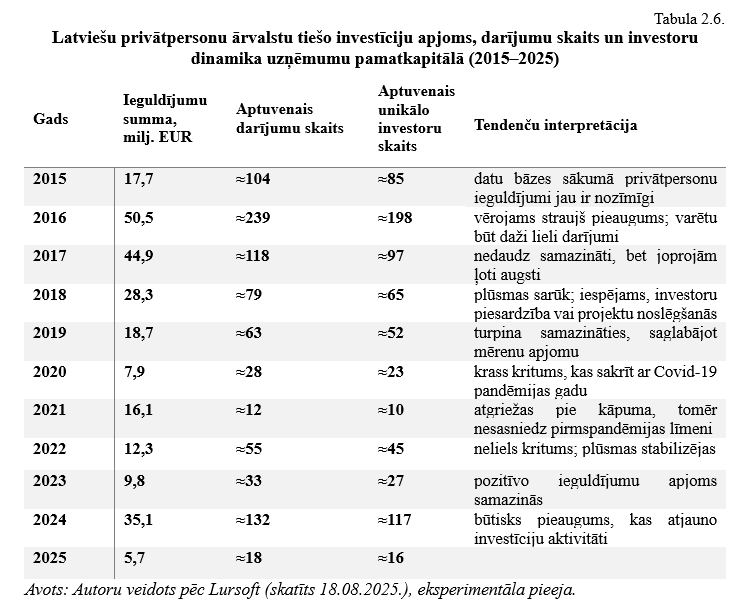 Tabula 2.6.
Latviešu privātpersonu ārvalstu tiešo investīciju apjoms, darījumu skaits un investoru
dinamika uzņēmumu pamatkapitālā (2015–2025)
Gads
Ieguldījumu
summa,
milj. EUR
Aptuvenais
darījumu skaits
Aptuvenais
unikālo
investoru
skaits
Tendenču interpretācija
2015 17,7 ≈104 ≈85 datu bāzes sākumā privātpersonu
ieguldījumi jau ir nozīmīgi
2016 50,5 ≈239 ≈198 vērojams straujš pieaugums; varētu
būt daži lieli darījumi
2017 44,9 ≈118 ≈97 nedaudz samazināti, bet joprojām
ļoti augsti
2018 28,3 ≈79 ≈65 plūsmas sarūk; iespējams, investoru
piesardzība vai projektu noslēgšanās
2019 18,7 ≈63 ≈52 turpina samazināties, saglabājot
mērenu apjomu
2020 7,9 ≈28 ≈23 krass kritums, kas sakrīt ar Covid-19
pandēmijas gadu
2021 16,1 ≈12 ≈10 atgriežas pie kāpuma, tomēr
nesasniedz pirmspandēmijas līmeni
2022 12,3 ≈55 ≈45 neliels kritums; plūsmas stabilizējas
2023 9,8 ≈33 ≈27 pozitīvo ieguldījumu apjoms
samazinās
2024 35,1 ≈132 ≈117 būtisks pieaugums, kas atjauno
investīciju aktivitāti
2025 5,7 ≈18 ≈16
Avots: Autoru veidots pēc Lursoft (skatīts 18.08.2025.), eksperimentāla pieeja.